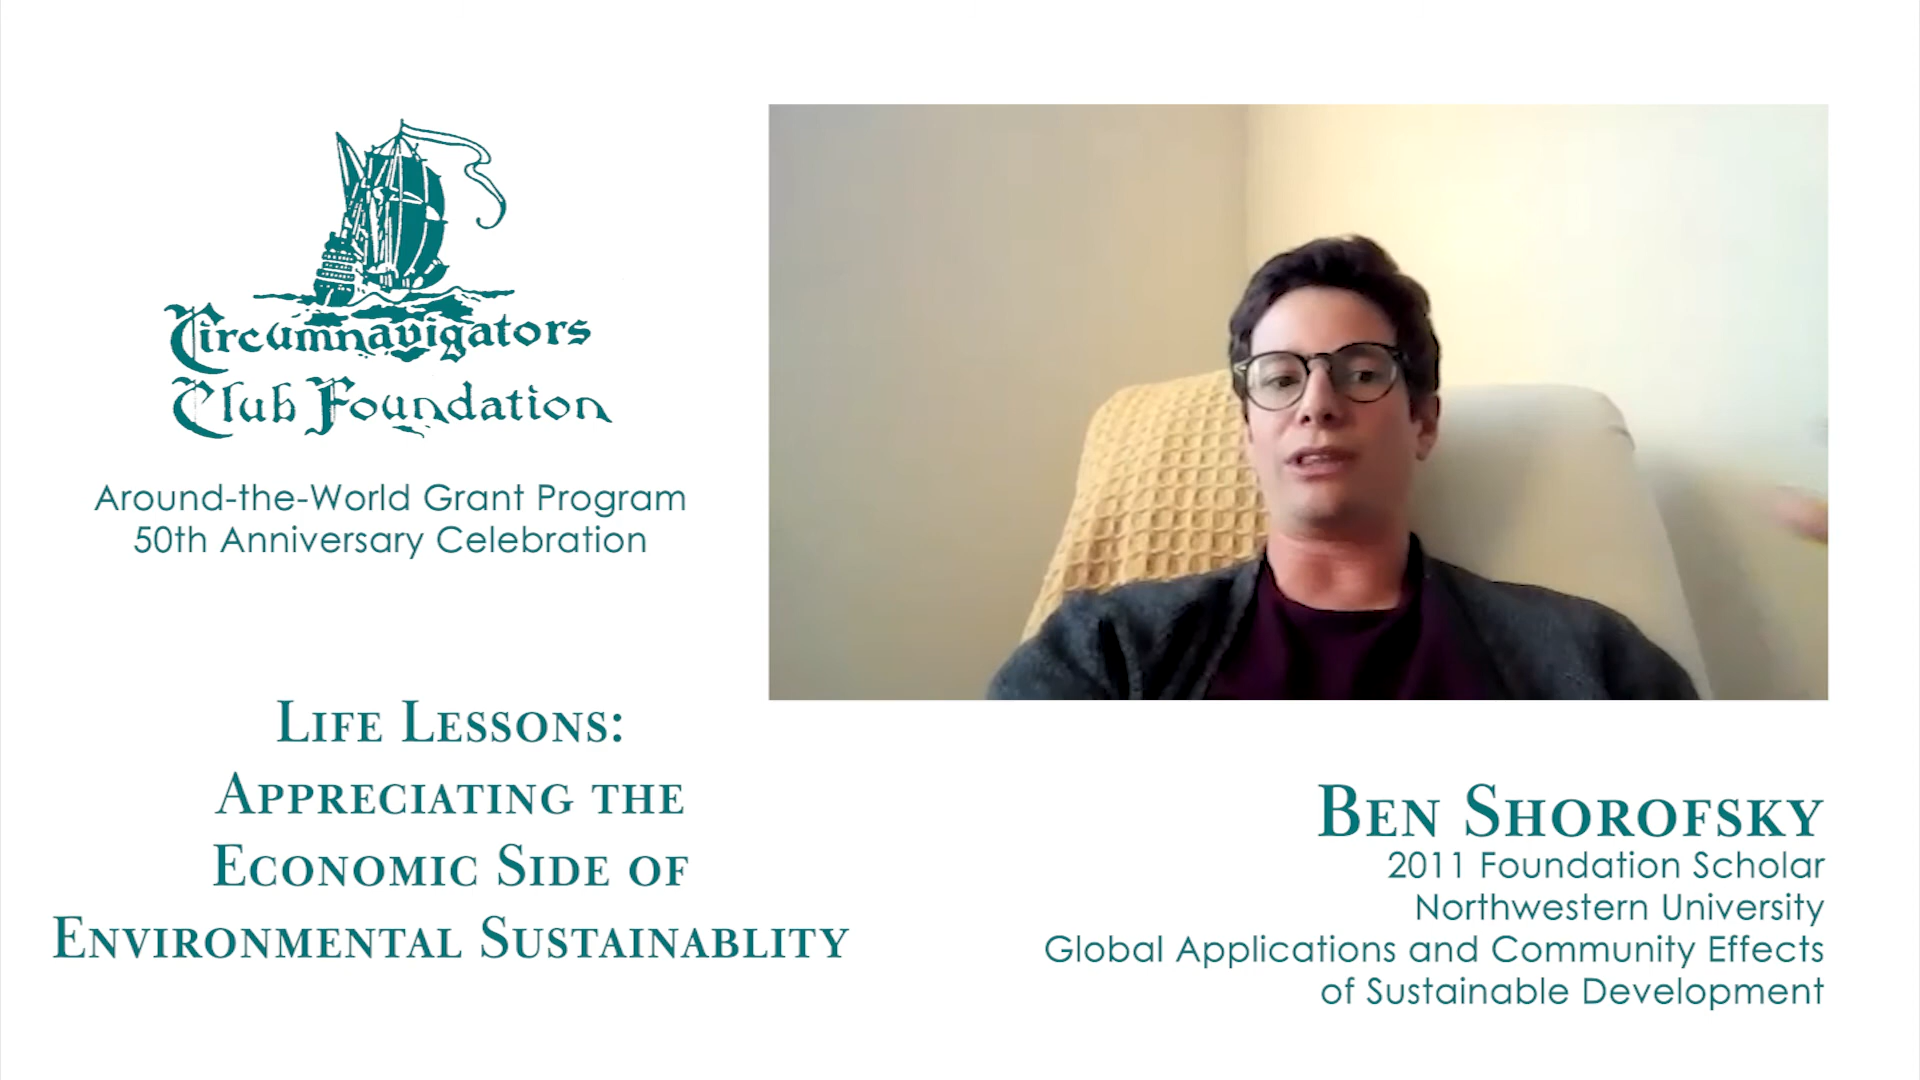 Circumnavigators
Club Foundation
Around-the-World Grant Program
50th Anniversary Celebration
Life Lessons:
Appreciating the
Economic Side of
Environmental Sustainablity
Ben Shorofsky
2011 Foundation Scholar
Northwestern University
Global Applications and Community Effects
of Sustainable Development